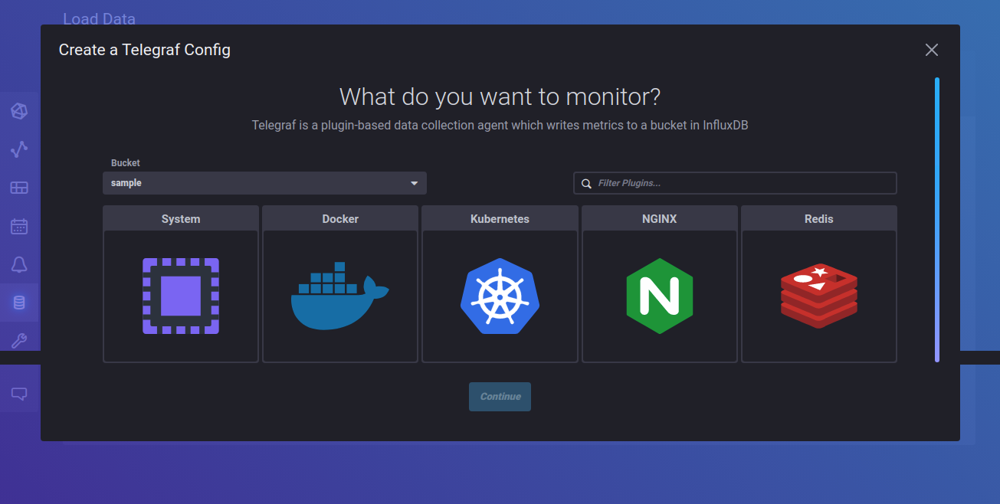 Load Data
Create a Telegraf Config
What do you want to monitor?
Telegraf is a plugin-based data collection agent which writes metrics to a bucket in InfluxDB
Bucket
sample
Filter Plugins...
System
Docker
Kubernetes
NGINX
Redis
N
Continue